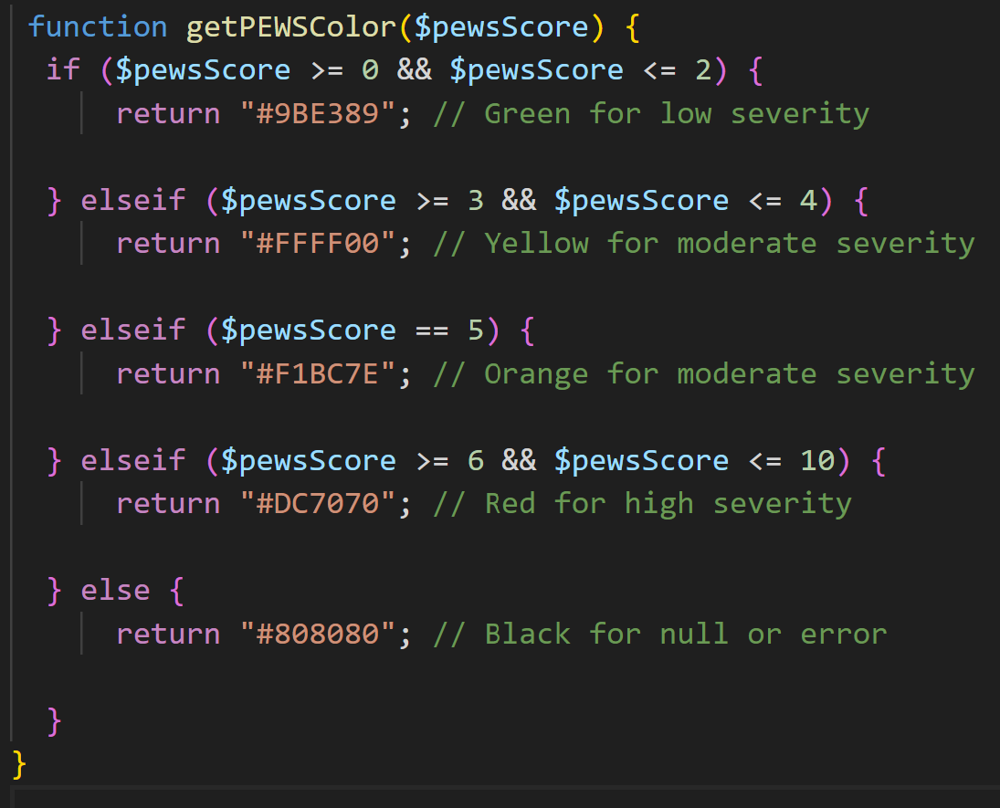 function getPEWSColor($pewsScore) {
if ($pewsScore >= 0 && $pewsScore <= 2) {
return "#9BE389"; // Green for low severity
} elseif ($pewsScore >= 3 && $pewsScore <= 4) {
return "#FFFF00"; // Yellow for moderate severity
} elseif ($pewsScore == 5) {
return "#F1BC7E"; // Orange for moderate severity
} elseif ($pewsScore >= 6 && $pewsScore <= 10) {
return "#DC7070"; // Red for high severity
} else {
return "#808080"; // Black for null or error
}
}